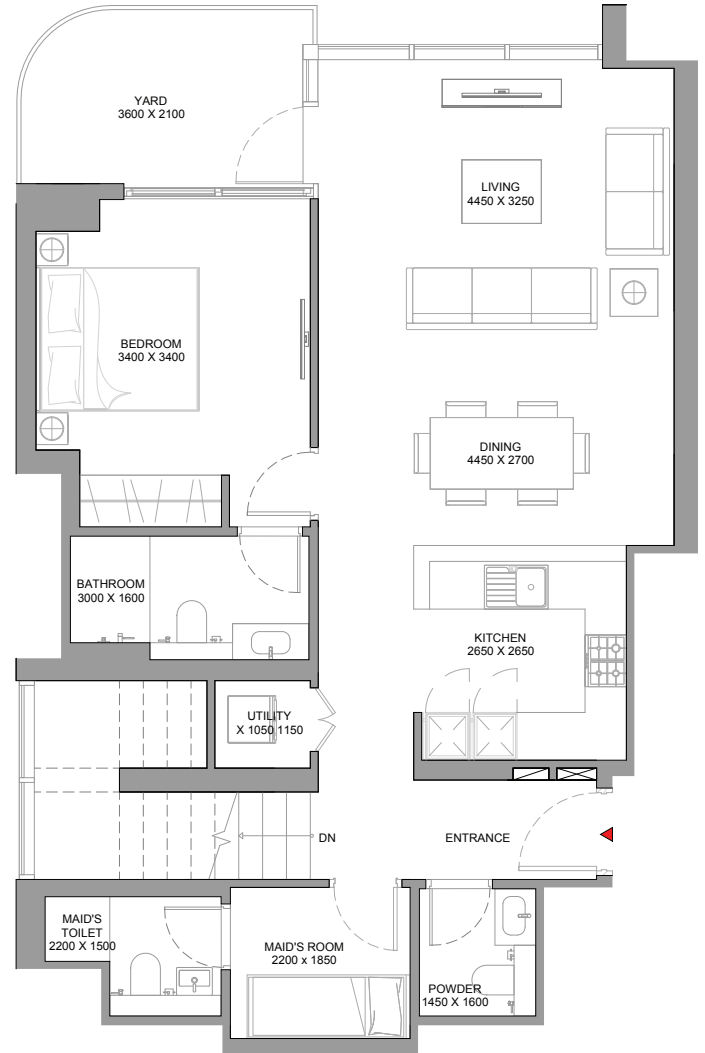 YARD
3600 X 2100
LIVING
4450 X 3250
BEDROOM
3400 X 3400
DINING
4450 X 2700
BATHROOM
3000 X 1600
KITCHEN
2650 X 2650
UTILITY
X 1050 1150
DN
ENTRANCE
MAID'S
TOILET
2200 X 1500
MAID'S ROOM
2200 x 1850
POWDER
1450 X 1600